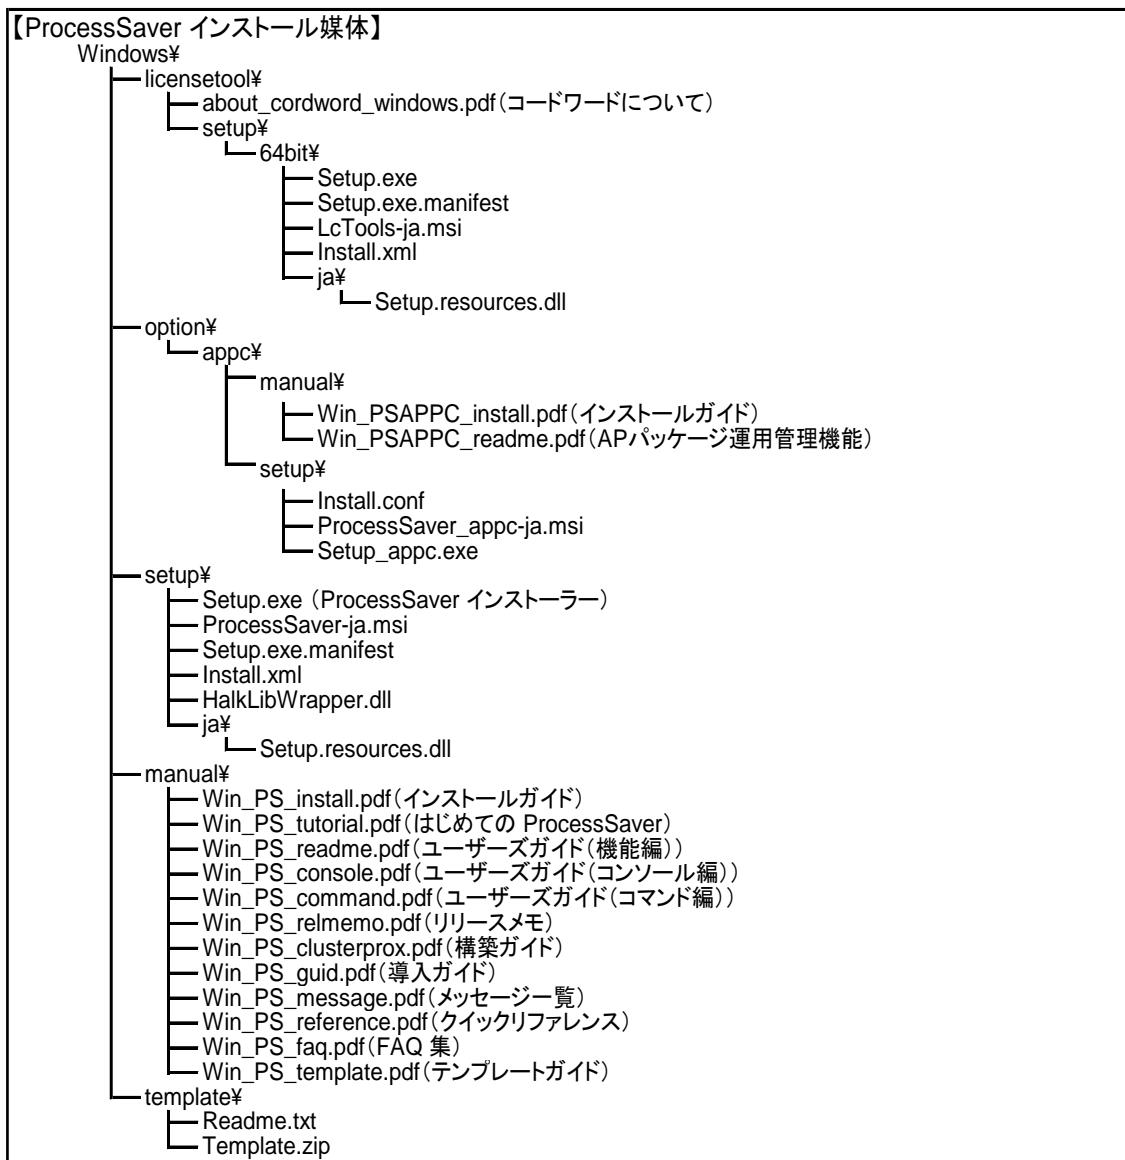 【ProcessSaver インストール媒体】
Windows¥
licensetool¥
about_cordword_windows.pdf(コードワードについて)
setup¥
64bit¥
Setup.exe
Setup.exe.manifest
LcTools-ja.msi
Install.xml
ja¥
Setup.resources.dll
option¥
appc¥
manual¥
Win_PSAPPC_install.pdf(インストールガイド)
Win_PSAPPC_readme.pdf(APパッケージ運用管理機能)
setup¥
Install.conf
ProcessSaver_appc-ja.msi
Setup_appc.exe
setup¥
Setup.exe (ProcessSaver インストーラー)
ProcessSaver-ja.msi
Setup.exe.manifest
Install.xml
HalkLibWrapper.dll
ja¥
Setup.resources.dll
manual¥
Win_PS_install.pdf(インストールガイド)
Win_PS_tutorial.pdf(はじめての ProcessSaver)
Win_PS_readme.pdf(ユーザーズガイド(機能編))
Win_PS_console.pdf(ユーザーズガイド(コンソール編))
Win_PS_command.pdf(ユーザーズガイド(コマンド編))
Win_PS_relmemo.pdf(リリースメモ)
Win_PS_clusterprox.pdf(構築ガイド)
Win_PS_guid.pdf(導入ガイド)
Win_PS_message.pdf(メッセージ一覧)
Win_PS_reference.pdf(クイックリファレンス)
Win_PS_faq.pdf(FAQ 集)
Win_PS_template.pdf(テンプレートガイド)
template¥
Readme.txt
Template.zip